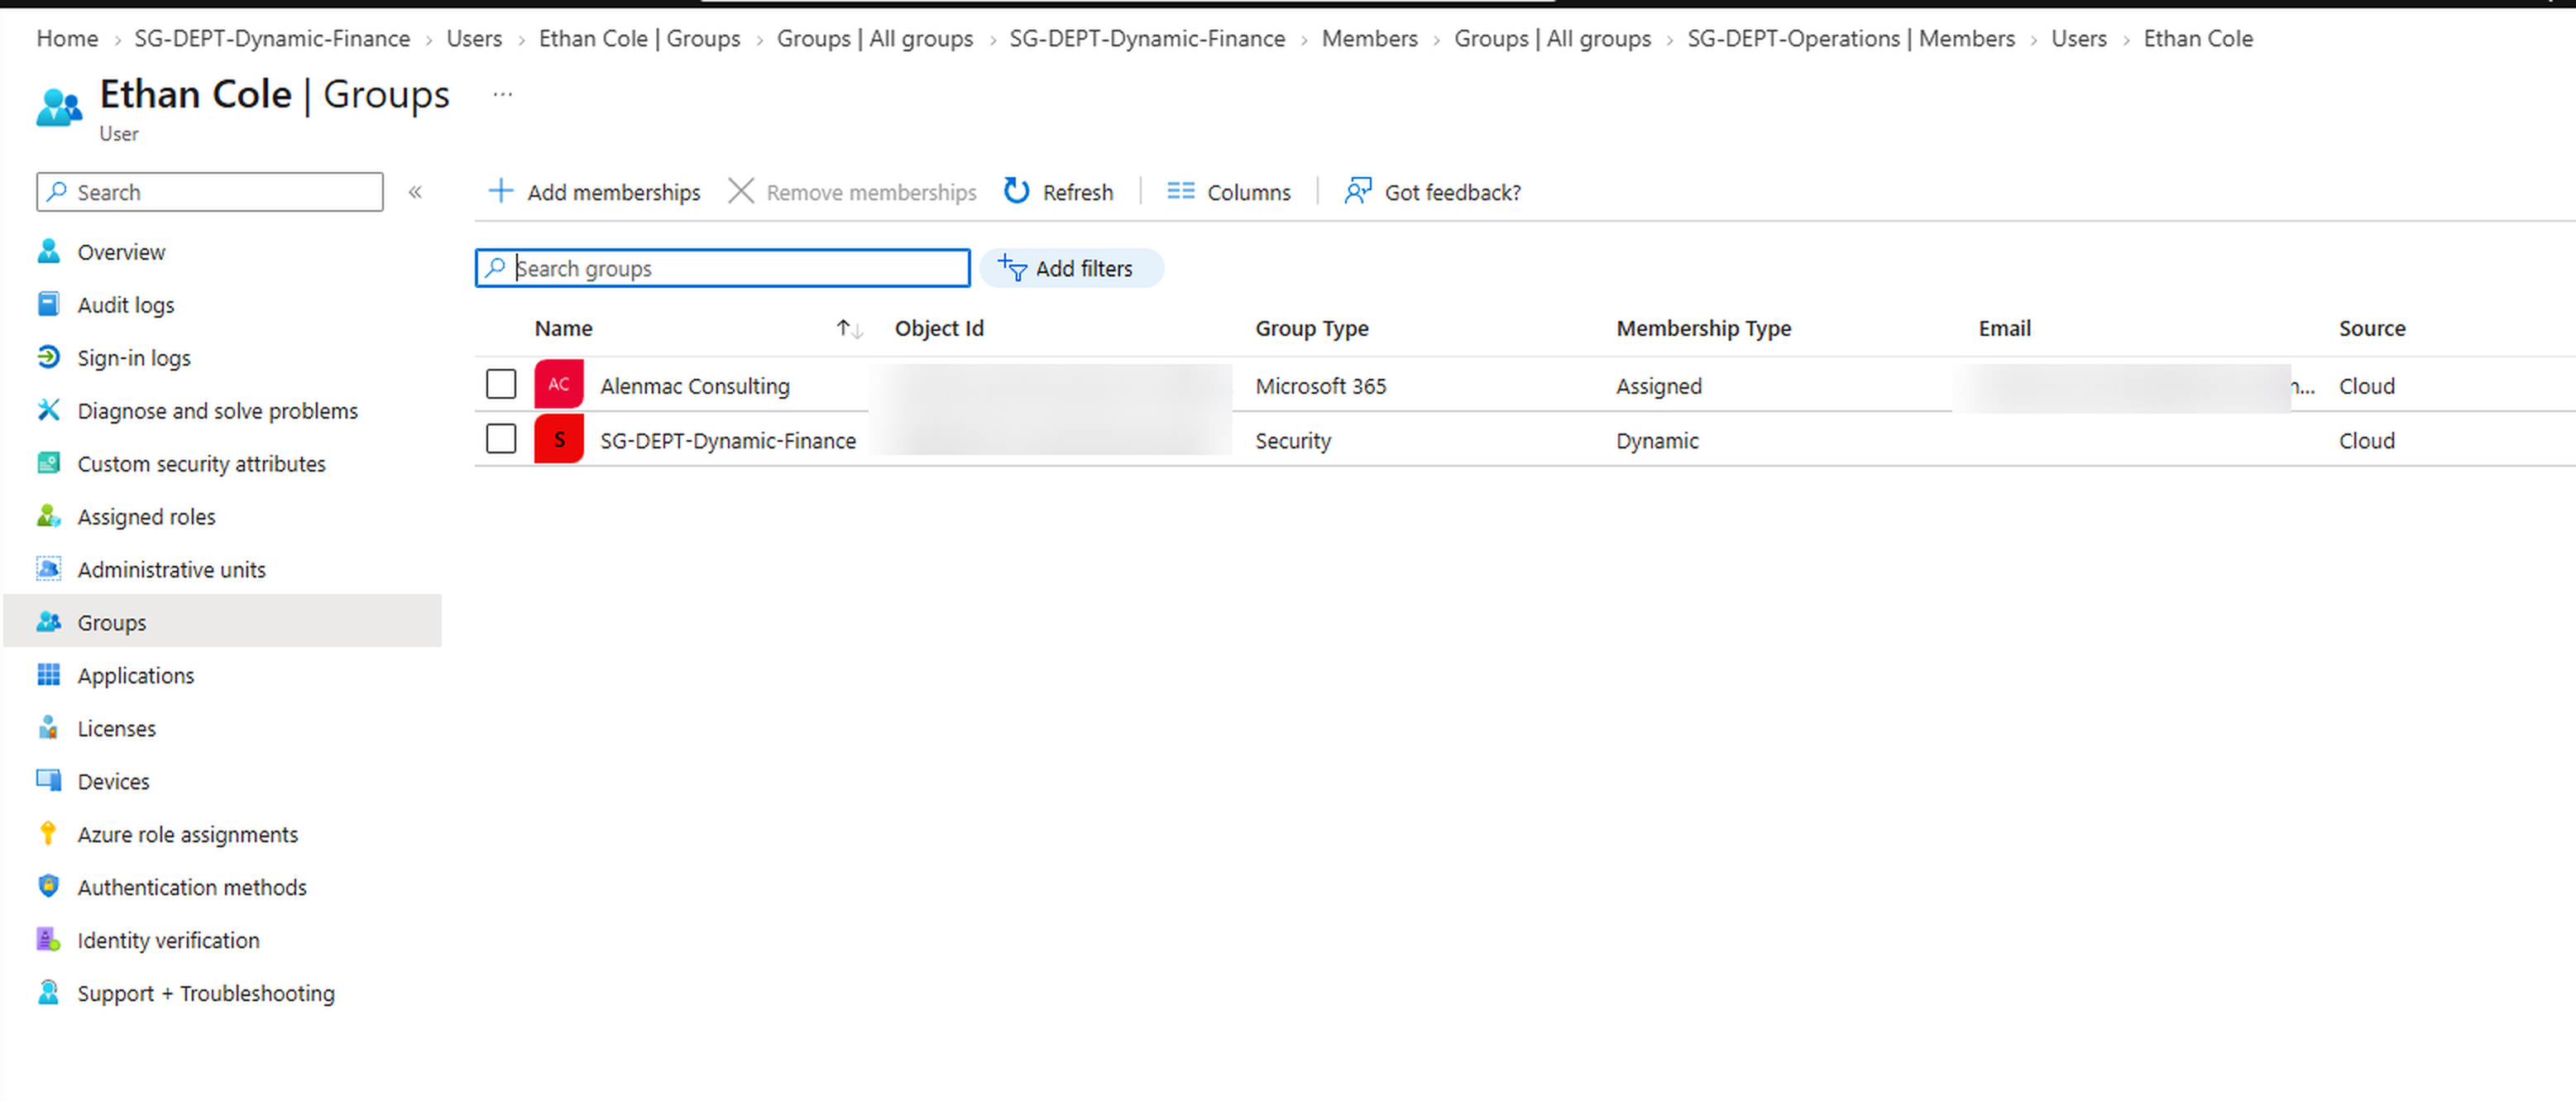 Home > SG-DEPT-Dynamic-Finance > Users > Ethan Cole | Groups > Groups | All groups > SG-DEPT-Dynamic-Finance > Members > Groups | All groups > SG-DEPT-Operations | Members > Users > Ethan Cole
Ethan Cole | Groups ...
User
Search «
Add memberships Remove memberships Refresh Columns Got feedback?
Search groups Add filters
Name Object Id Group Type Membership Type Email Source
AC Alenmac Consulting Microsoft 365 Assigned ... Cloud
S SG-DEPT-Dynamic-Finance Security Dynamic Cloud
Overview
Audit logs
Sign-in logs
Diagnose and solve problems
Custom security attributes
Assigned roles
Administrative units
Groups
Applications
Licenses
Devices
Azure role assignments
Authentication methods
Identity verification
Support + Troubleshooting